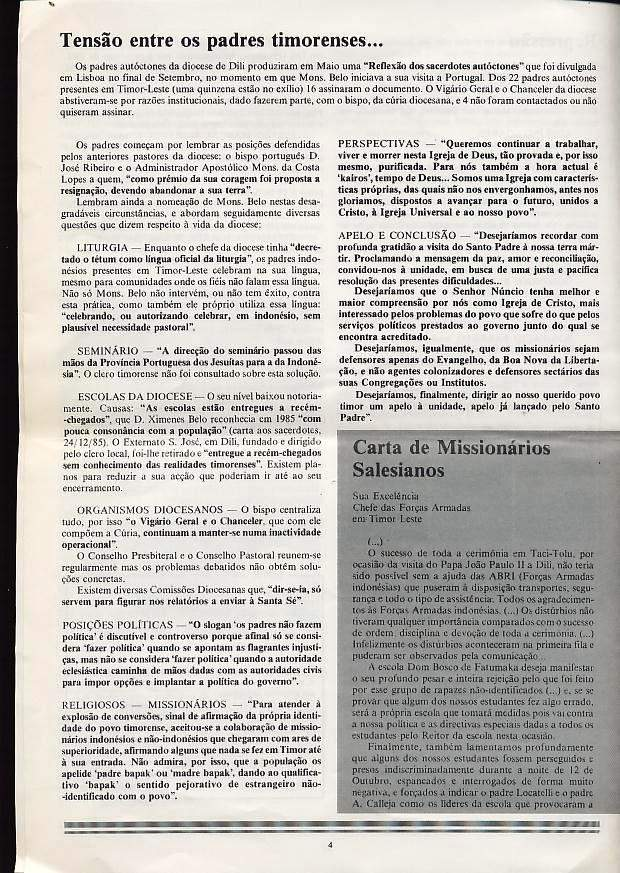 Tensão entre os padres timorenses...
Os padres autóctones da diocese de Dili produziram em Maio uma "Reflexão dos sacerdotes autóctones" que foi divulgada
em Lisboa no final de Setembro, no momento em que Mons. Belo iniciava a sua visita a Portugal. Dos 22 padres autóctones
presentes em Timor-Leste (uma quinzena estão no exílio) 16 assinaram o documento. O Vigário Geral e o Chanceler da diocese
abstiveram-se por razões institucionais, dado fazerem parte, com o bispo, da cúria diocesana, e 4 não foram contactados ou não
quiseram assinar.
Os padres começam por lembrar as posições defendidas
pelos anteriores pastores da diocese: o bispo português D.
José Ribeiro e o Administrador Apostólico Mons. da Costa
Lopes a quem, "como prémio da sua coragem foi proposta a
resignação, devendo abandonar a sua terra".
Lembram ainda a nomeação de Mons. Belo nestas desa-
gradáveis circunstâncias, e abordam seguidamente diversas
questões que dizem respeito à vida da diocese:
LITURGIA — Enquanto o chefe da diocese tinha "decre-
tado o tétum como língua oficial da liturgia", os padres indo-
nésios presentes em Timor-Leste celebram na sua língua,
mesmo para comunidades onde os fiéis não falam essa língua.
Não só Mons. Belo não intervém, ou não tem êxito, contra
esta prática, como também ele próprio utiliza essa língua:
"celebrando, ou autorizando celebrar, em indonésio, sem
plausível necessidade pastoral".
SEMINÁRIO — "A direcção do seminário passou das
mãos da Província Portuguesa dos Jesuítas para a da Indoné-
sia". O clero timorense não foi consultado sobre esta solução.
ESCOLAS DA DIOCESE — O seu nível baixou notoria-
mente. Causas: "As escolas estão entregues a recém-
-chegados", que D. Ximenes Belo reconhecia em 1985 "com
pouca consonância com a população" (carta aos sacerdotes,
24/12/85). O Externato S. José, em Dili, fundado e dirigido
pelo clero local, foi-lhe retirado e "entregue a recém-chegados
sem conhecimento das realidades timorenses". Existem pla-
nos para reduzir a sua acção que poderiam ir até ao seu
encerramento.
ORGANISMOS DIOCESANOS — O bispo centraliza
tudo, por isso "o Vigário Geral e o Chanceler, que com ele
compõem a Cúria, continuam a manter-se numa inactividade
operacional".
O Conselho Presbiteral e o Conselho Pastoral reunem-se
regularmente mas os problemas debatidos não obtêm solu-
ções concretas.
Existem diversas Comissões Diocesanas que, "dir-se-ia, só
servem para figurar nos relatórios a enviar à Santa Sé".
POSIÇÕES POLÍTICAS — "O slogan 'os padres não fazem
política' é discutível e controverso porque afinal só se consi-
dera 'fazer política' quando se apontam as flagrantes injusti-
ças, mas não se considera 'fazer política' quando a autoridade
eclesiástica caminha de mãos dadas com as autoridades civis
para impor opções e implantar a política do governo".
RELIGIOSOS — MISSIONÁRIOS — "Para atender à
explosão de conversões, sinal de afirmação da própria identi-
dade do povo timorense, aceitou-se a colaboração de missio-
nários indonésios e não-indonésios que chegaram com ares de
superioridade, afirmando alguns que nada se fez em Timor até
à sua entrada. Não admira, por isso, que a população os
apelide 'padre bapak' ou 'madre bapak', dando ao qualifica-
tivo 'bapak' o sentido pejorativo de estrangeiro não-
-identificado com o povo".
PERSPECTIVAS — "Queremos continuar a trabalhar,
viver e morrer nesta Igreja de Deus, tão provada e, por isso
mesmo, purificada. Para nós também a hora actual é
'kairos', tempo de Deus... Somos uma Igreja com caracterís-
ticas próprias, das quais não nos envergonhamos, antes nos
gloriamos, dispostos a avançar para o futuro, unidos a
Cristo, à Igreja Universal e ao nosso povo".
APELO E CONCLUSÃO — "Desejaríamos recordar com
profunda gratidão a visita do Santo Padre à nossa terra már-
tir. Proclamando a mensagem da paz, amor e reconciliação,
convidou-nos à unidade, em busca de uma justa e pacífica
resolução das presentes dificuldades...
Desejaríamos que o Senhor Núncio tenha melhor e
maior compreensão por nós como Igreja de Cristo, mais
interessado pelos problemas do povo que sofre do que pelos
serviços políticos prestados ao governo junto do qual se
encontra acreditado.
Desejaríamos, igualmente, que os missionários sejam
defensores apenas do Evangelho, da Boa Nova da Liberta-
ção, e não agentes colonizadores e defensores sectários das
suas Congregações ou Institutos.
Desejaríamos, finalmente, dirigir ao nosso querido povo
timor um apelo à unidade, apelo já lançado pelo Santo
Padre".
Carta de Missionários
Salesianos
Sua Excelência
Chefe das Forças Armadas
em Timor Leste
(...)
O sucesso de toda a cerimónia em Taci-Tolu, por
ocasião da visita do Papa João Paulo II a Dili, não teria
sido possível sem a ajuda das ABRI (Forças Armadas
indonésias) que puseram à disposição transportes, segu-
rança e todo o tipo de assistência. Todos os agradecimen-
tos às Forças Armadas indonésias. (...) Os distúrbios não
tiveram qualquer importância comparados com o sucesso
de ordem, disciplina e devoção de toda a cerimonia. (...)
Infelizmente os distúrbios aconteceram na primeira fila e
puderam ser observados pela comunicação...
A escola Dom Bosco de Fatumaka deseja manifestar
o seu profundo pesar e inteira rejeição pelo que foi feito
por esse grupo de rapazes não-identificados (...) e, se se
provar que algum dos nossos estudantes fez algo errado,
será a própria escola que tomará medidas pois vai contra
a nossa política e as directivas especiais dadas a todos os
estudantes pelo Reitor da escola nesta ocasião.
Finalmente, também lamentamos profundamente
que alguns dos nossos estudantes fossem perseguidos e
presos indiscriminadamente durante a noite de 12 de
Outubro, espancados e interrogados de forma muito
negativa, e forçados a indicar o padre Locatelli e o padre
A. Calleja como os líderes da escola que provocaram a
4